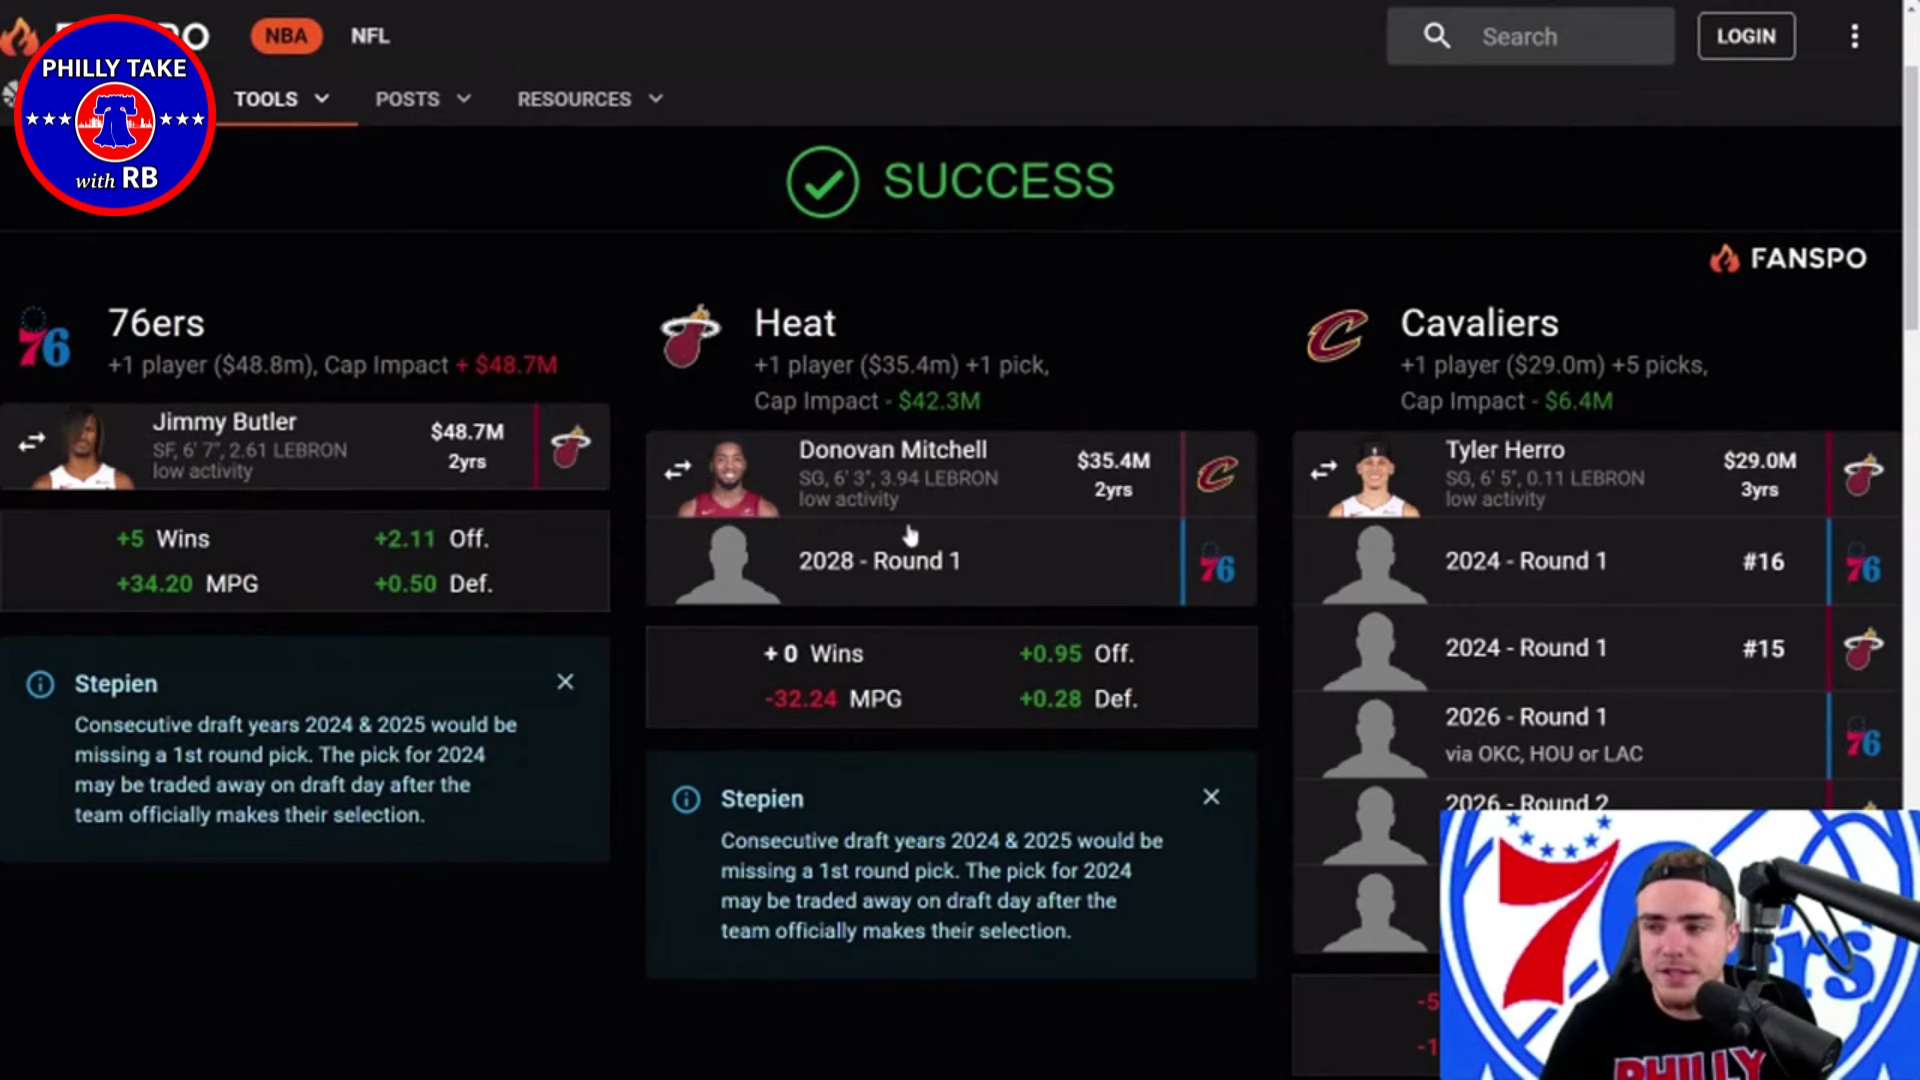 NBA
NFL
Search
LOGIN
PHILLY TAKE
with RB
TOOLS
POSTS
RESOURCES
SUCCESS
FANSPO
76ers
+1 player ($48.8m), Cap Impact + $48.7M
Jimmy Butler
SF, 6' 7", 2.61 LEBRON
low activity
$48.7M
2yrs
+5 Wins
+2.11 Off.
+34.20 MPG
+0.50 Def.
Stepien
Consecutive draft years 2024 & 2025 would be
missing a 1st round pick. The pick for 2024
may be traded away on draft day after the
team officially makes their selection.
Heat
+1 player ($35.4m) +1 pick,
Cap Impact - $42.3M
Donovan Mitchell
SG, 6' 3", 3.94 LEBRON
low activity
$35.4M
2yrs
2028 - Round 1
76
+0 Wins
+0.95 Off.
-32.24 MPG
+0.28 Def.
Stepien
Consecutive draft years 2024 & 2025 would be
missing a 1st round pick. The pick for 2024
may be traded away on draft day after the
team officially makes their selection.
Cavaliers
+1 player ($29.0m) +5 picks,
Cap Impact - $6.4M
Tyler Herro
SG, 6' 5", 0.11 LEBRON
low activity
$29.0M
3yrs
2024 - Round 1
#16
76
2024 - Round 1
#15
2026 - Round 1
via OKC, HOU or LAC
76
2026 - Round 2
PHILLY